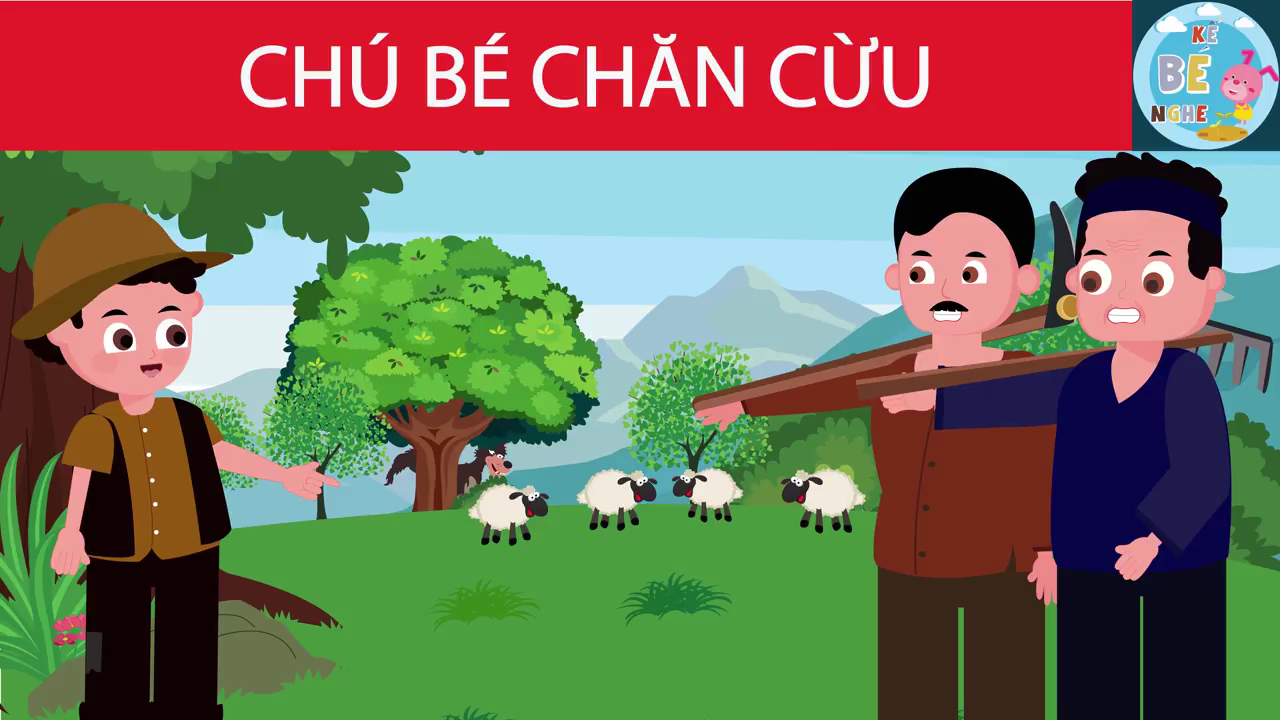 CHÚ BÉ CHĂN CỪU
KỂ
BÉ
NGHE